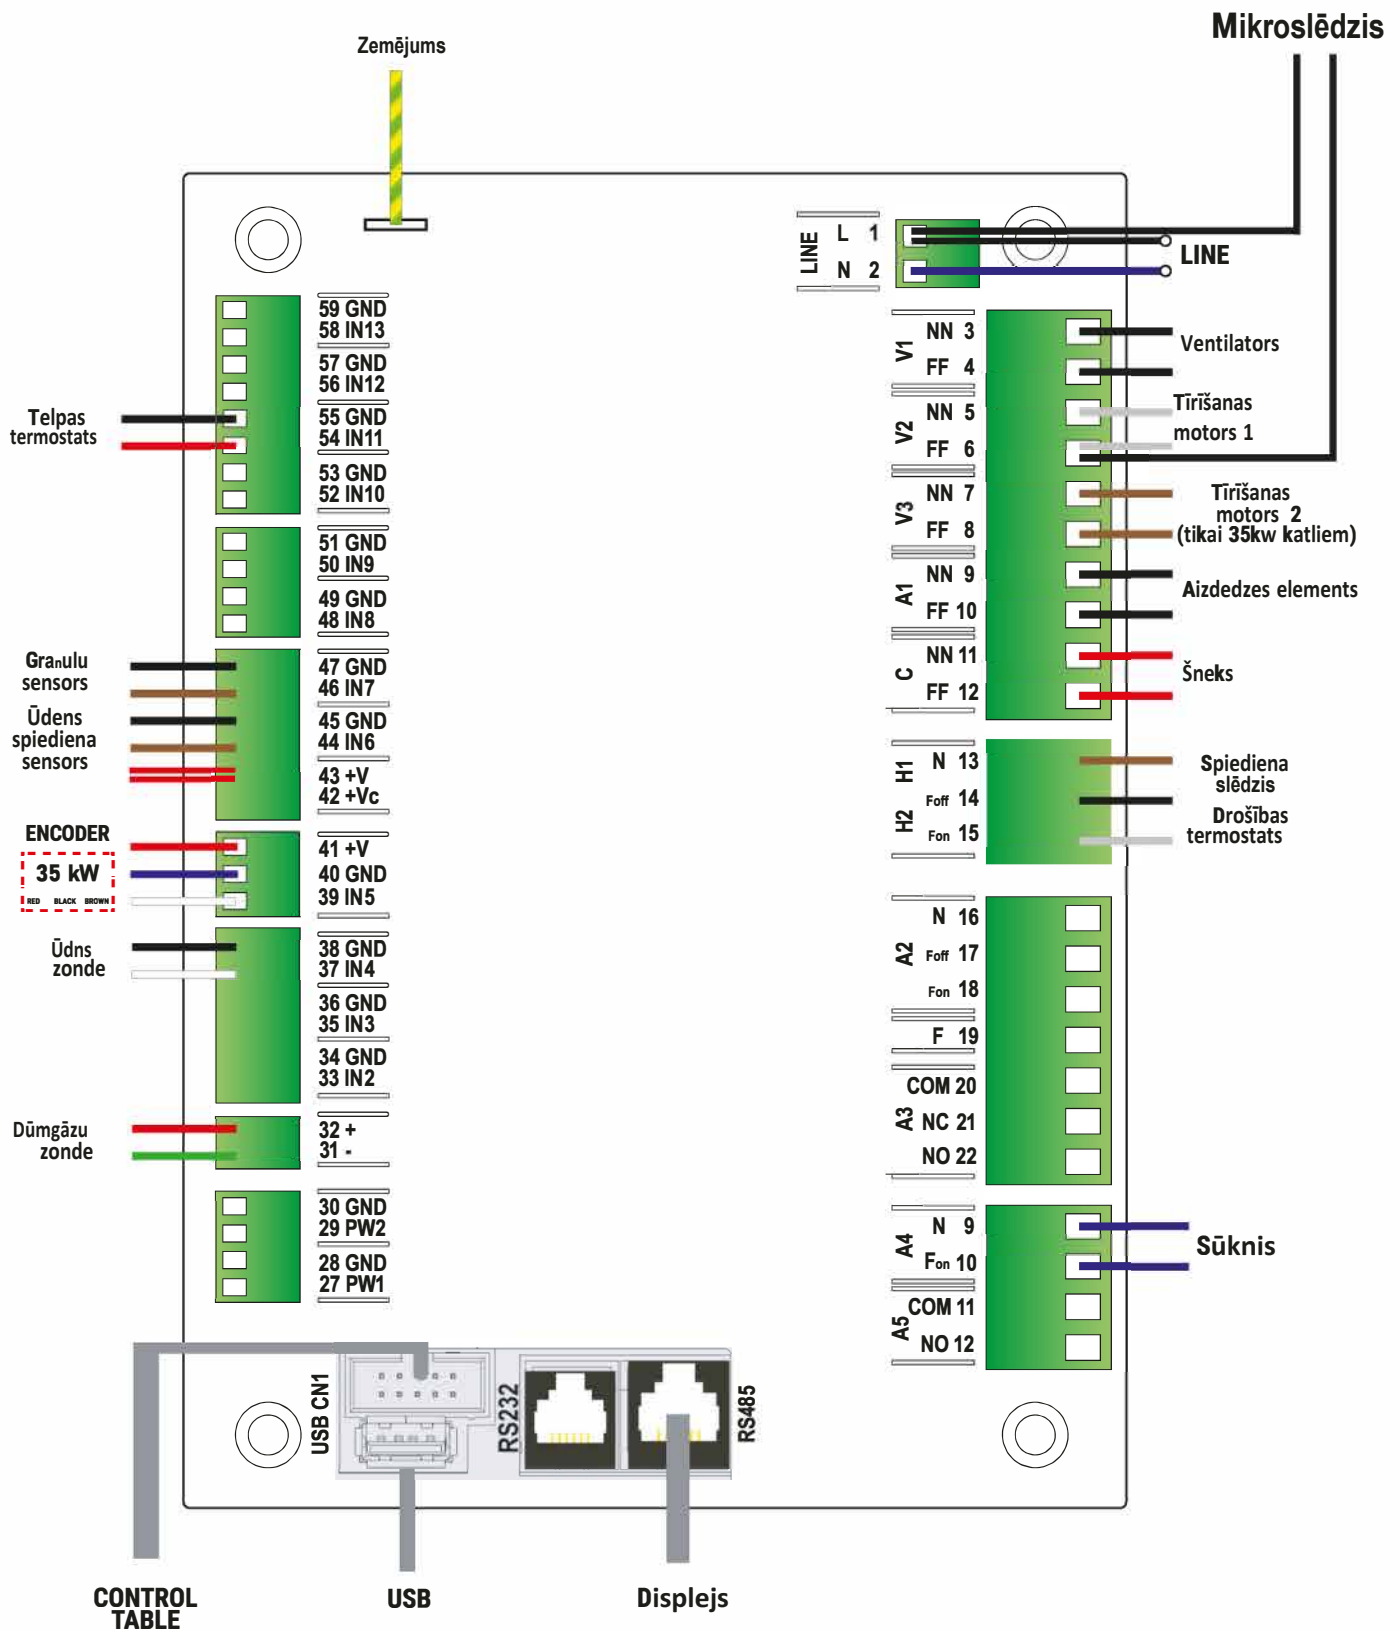 Mikroslēdzis
Zemējums
LINE
L 1
N 2
LINE
59 GND
58 IN13
57 GND
56 IN12
55 GND
54 IN11
53 GND
52 IN10
Telpas
termostats
51 GND
50 IN9
49 GND
48 IN8
Granulu
sensors
47 GND
46 IN7
Ūdens
spiediena
sensors
45 GND
44 IN6
43 +V
42 +Vc
ENCODER
35 kW
RED BLACK BROWN
41 +V
40 GND
39 IN5
Ūdns
zonde
38 GND
37 IN4
36 GND
35 IN3
34 GND
33 IN2
Dūmgāzu
zonde
32 +
31 -
30 GND
29 PW2
28 GND
27 PW1
V1
NN 3
FF 4
Ventilators
V2
NN 5
FF 6
Tīrīšanas
motors 1
V3
NN 7
FF 8
Tīrīšanas
motors 2
(tikai 35kw katliem)
A1
NN 9
FF 10
Aizdedzes elements
C
NN 11
FF 12
Šneks
H1
N 13
H2
Foff 14
Fon 15
Spiediena
slēdzis
Drošības
termostats
A2
N 16
Foff 17
Fon 18
F 19
A3
COM 20
NC 21
NO 22
A4
N 9
Fon 10
Sūknis
A5
COM 11
NO 12
USB CN1
RS232
RS485
CONTROL
TABLE
USB
Displejs